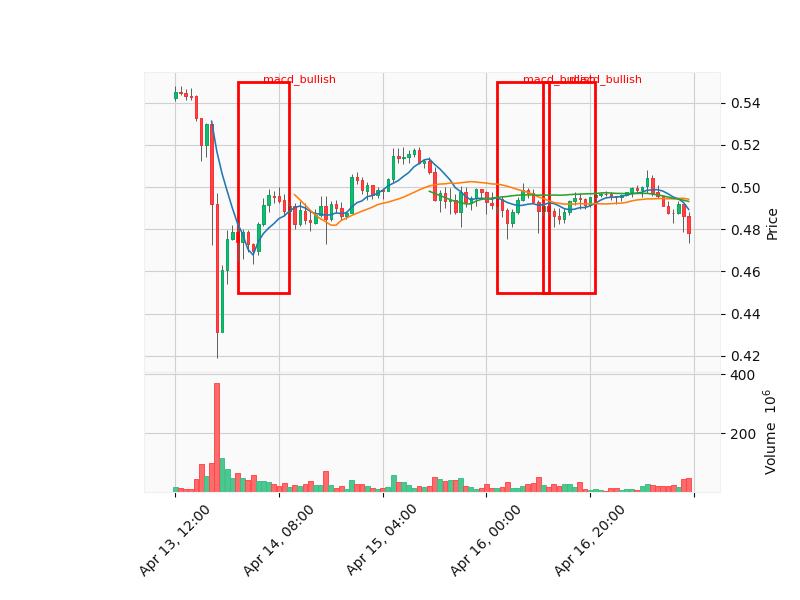 macd_bullish
macd_bullish
0.54
0.52
0.50
0.48
0.46
0.44
0.42
Price
400
200
Volume 10^6
Apr 13, 12:00
Apr 14, 08:00
Apr 15, 04:00
Apr 16, 00:00
Apr 16, 20:00